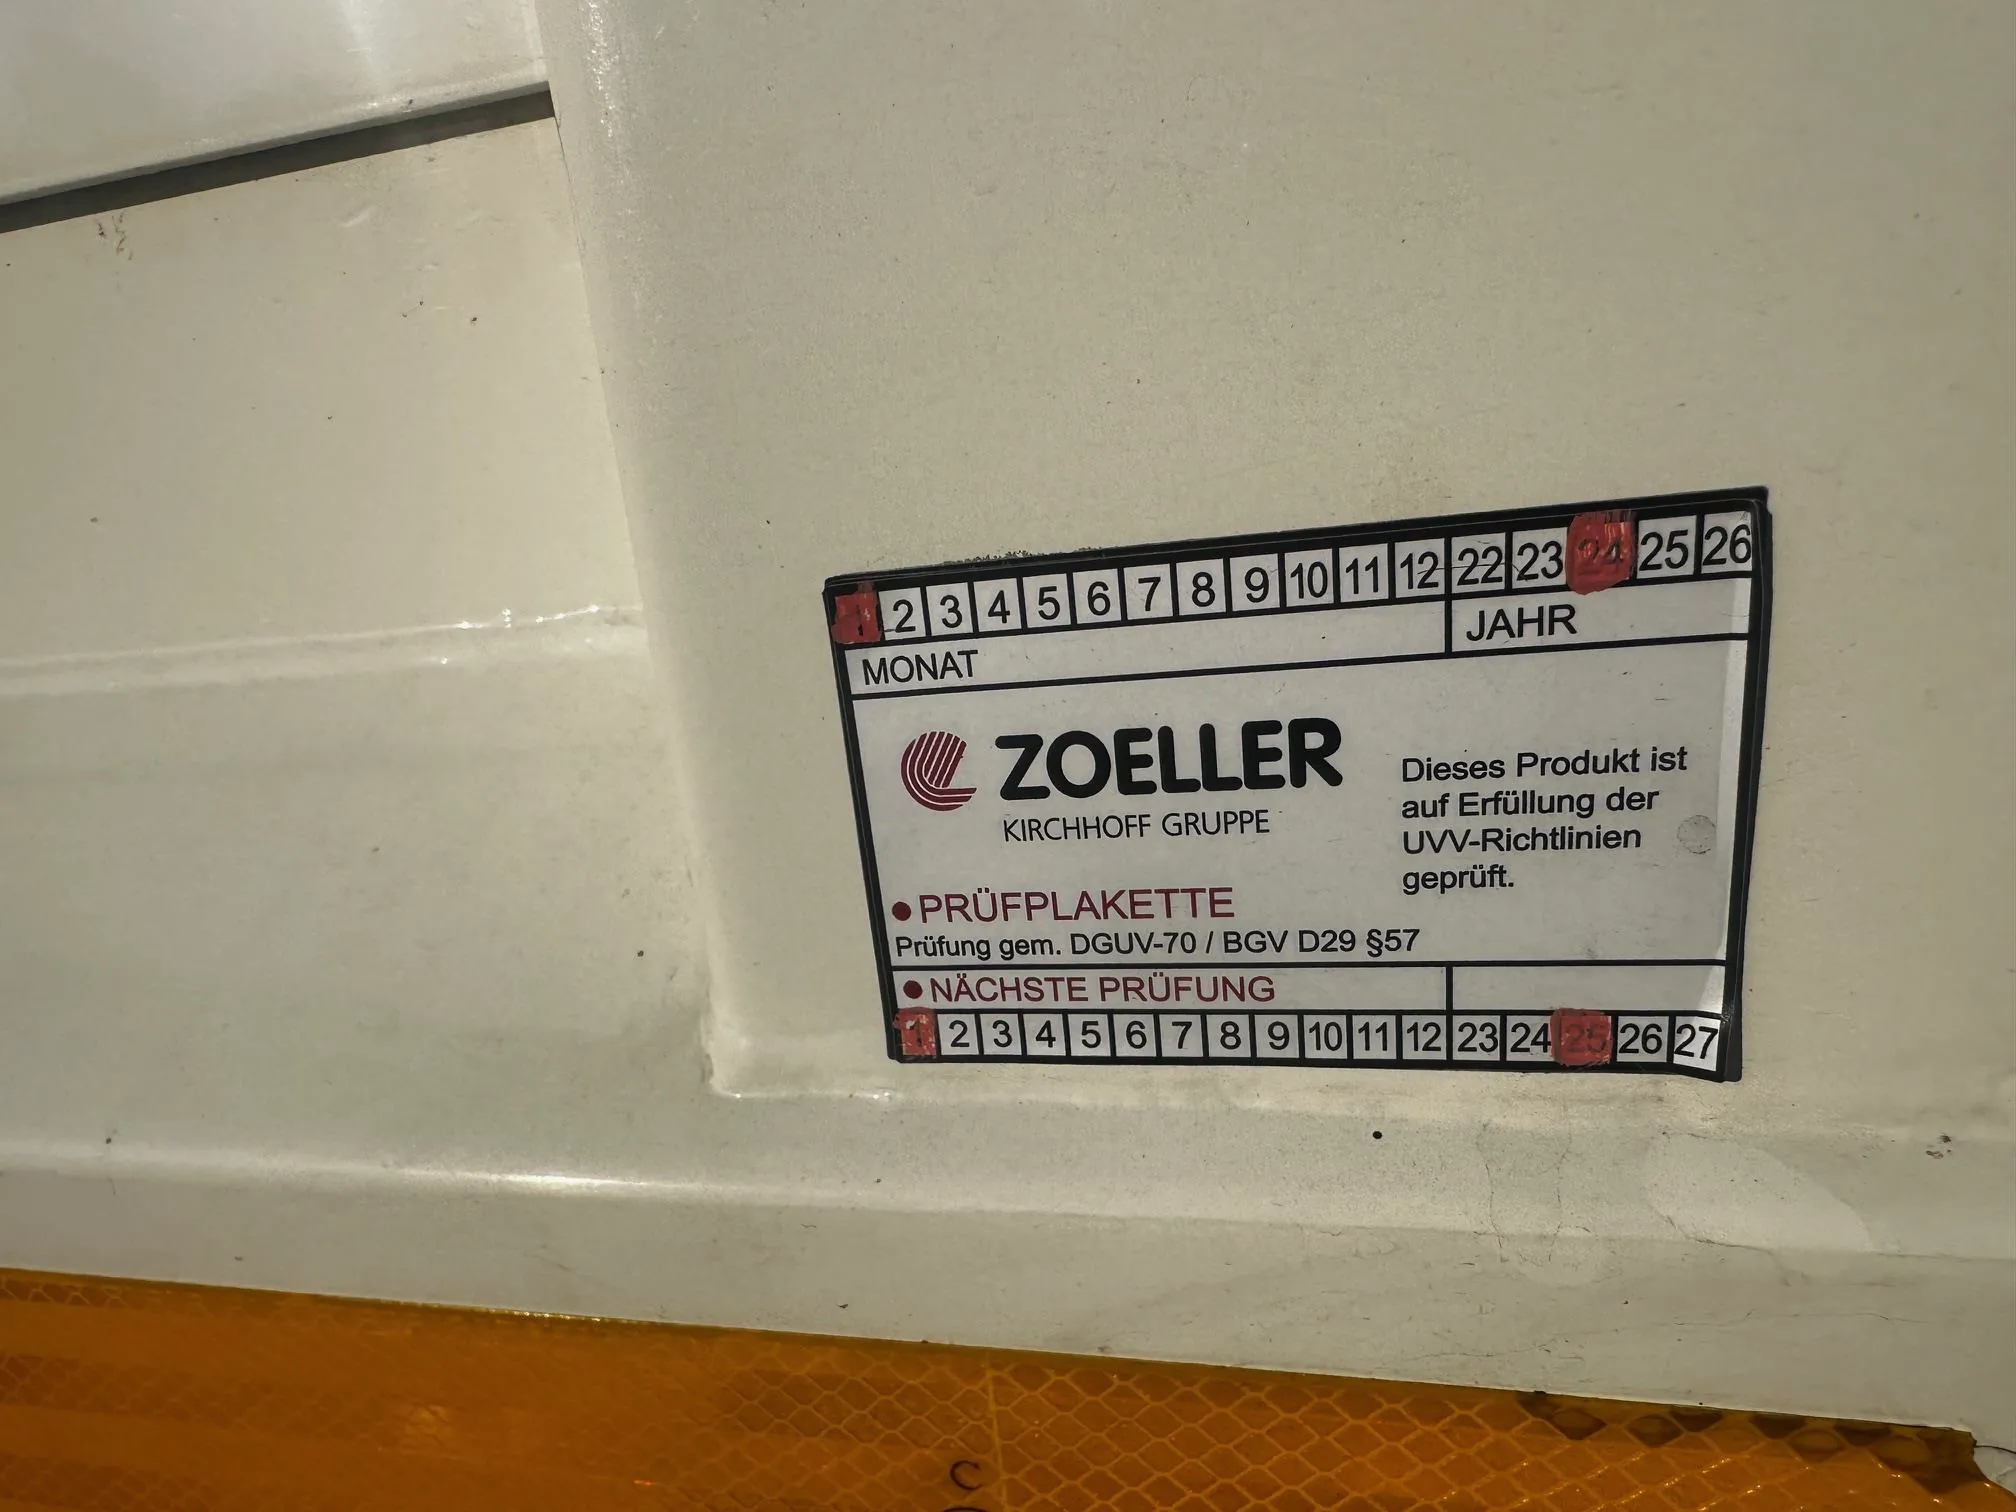 1 2 3 4 5 6 7 8 9 10 11 12 22 23 24 25 26
MONAT JAHR
ZOELLER
KIRCHHOFF GRUPPE
Dieses Produkt ist
auf Erfüllung der
UVV-Richtlinien
geprüft.
• PRÜFPLAKETTE
Prüfung gem. DGUV-70 / BGV D29 §57
• NÄCHSTE PRÜFUNG
1 2 3 4 5 6 7 8 9 10 11 12 23 24 25 26 27
C